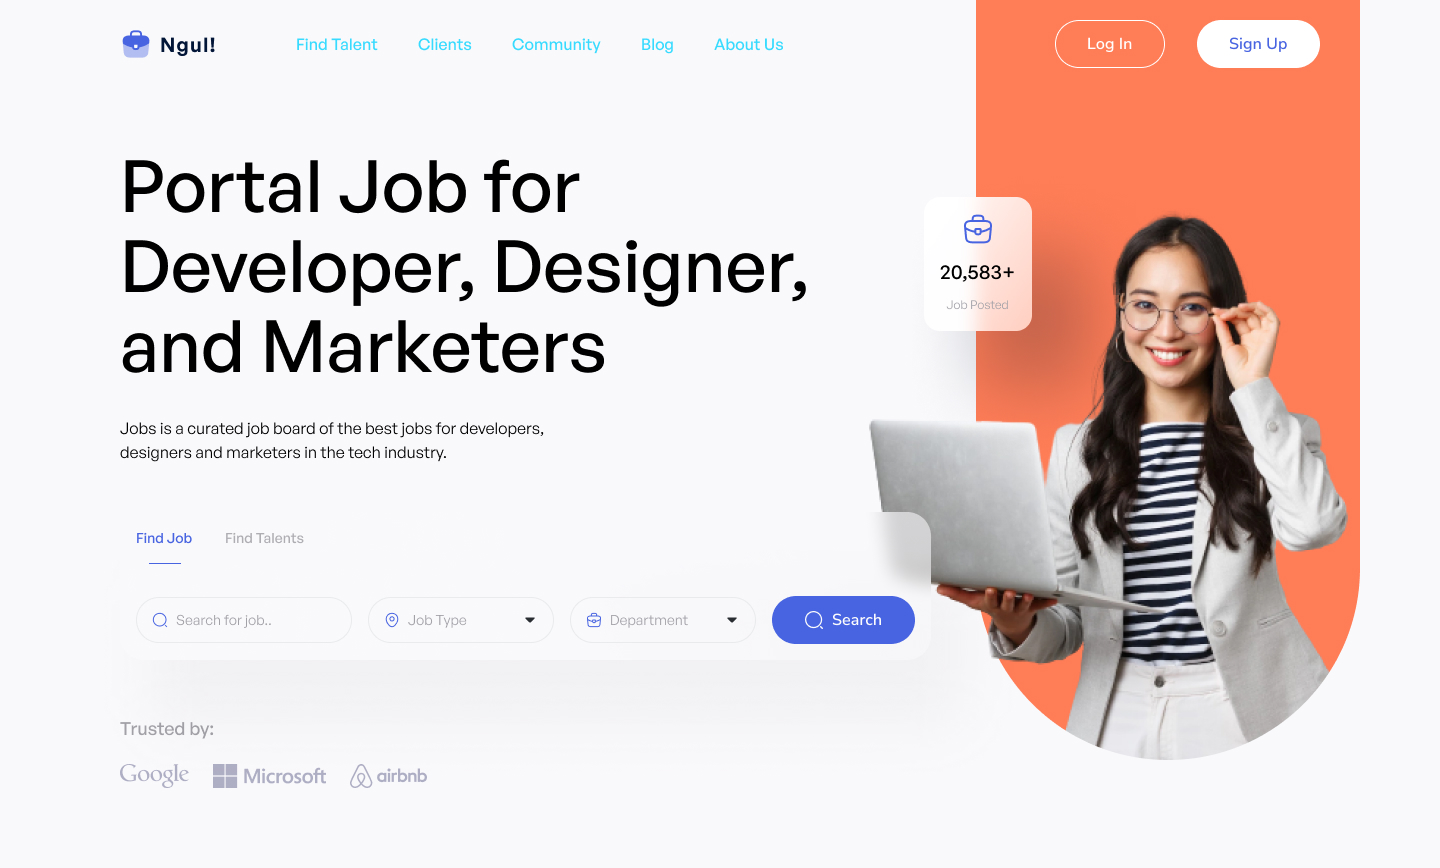 Ngul!
Find Talent
Clients
Community
Blog
About Us
Log In
Sign Up
Portal Job for
Developer, Designer,
and Marketers
20,583+
Job Posted
Jobs is a curated job board of the best jobs for developers,
designers and marketers in the tech industry.
Find Job
Find Talents
Search for job..
Job Type
Department
Search
Trusted by:
Google
Microsoft
airbnb